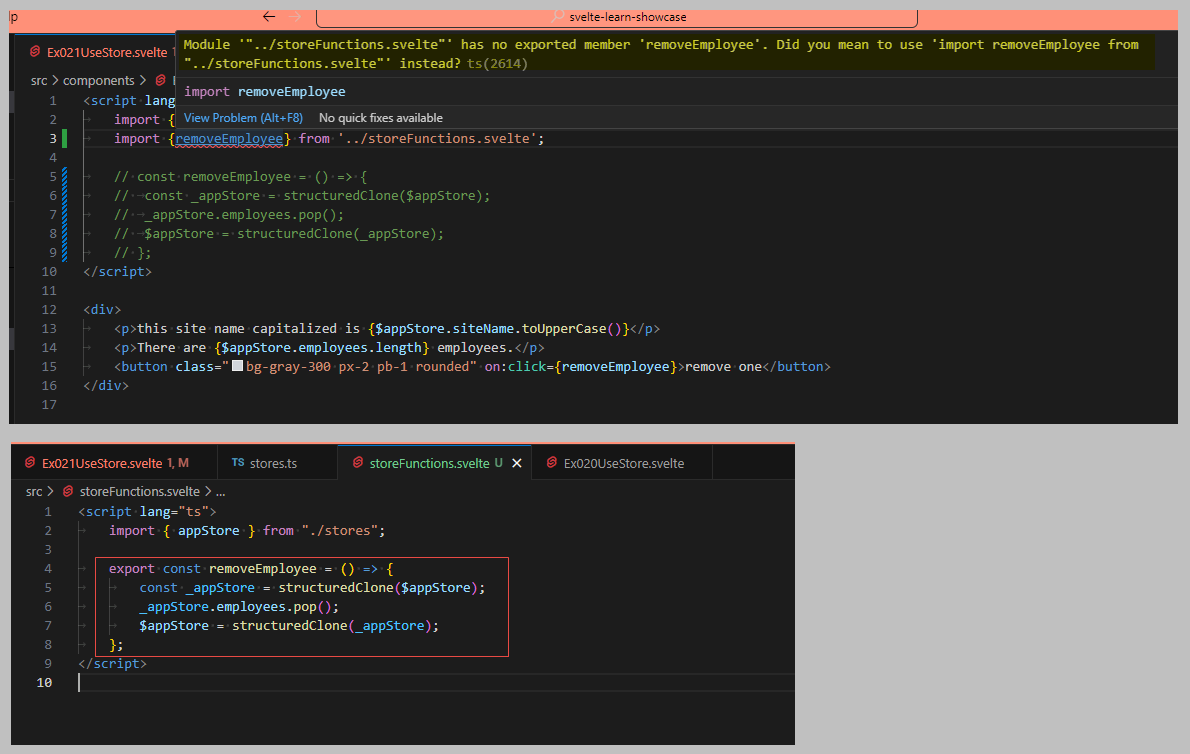 lp
svelte-learn-showcase
Ex021UseStore.svelte 1
Module '"../storeFunctions.svelte"' has no exported member 'removeEmployee'. Did you mean to use 'import removeEmployee from
"../storeFunctions.svelte"' instead? ts(2614)
src > components >
import removeEmployee
View Problem (Alt+F8) No quick fixes available
1 <script lang
2 import {
3 import {removeEmployee} from '../storeFunctions.svelte';
4
5 // const removeEmployee = () => {
6 // const _appStore = structuredClone($appStore);
7 // _appStore.employees.pop();
8 // $appStore = structuredClone(_appStore);
9 // };
10 </script>
11
12 <div>
13 <p>this site name capitalized is {$appStore.siteName.toUpperCase()}</p>
14 <p>There are {$appStore.employees.length} employees.</p>
15 <button class="bg-gray-300 px-2 pb-1 rounded" on:click={removeEmployee}>remove one</button>
16 </div>
17
Ex021UseStore.svelte 1, M TS stores.ts storeFunctions.svelte U Ex020UseStore.svelte
src > storeFunctions.svelte > ...
1 <script lang="ts">
2 import { appStore } from "./stores";
3
4 export const removeEmployee = () => {
5 const _appStore = structuredClone($appStore);
6 _appStore.employees.pop();
7 $appStore = structuredClone(_appStore);
8 };
9 </script>
10